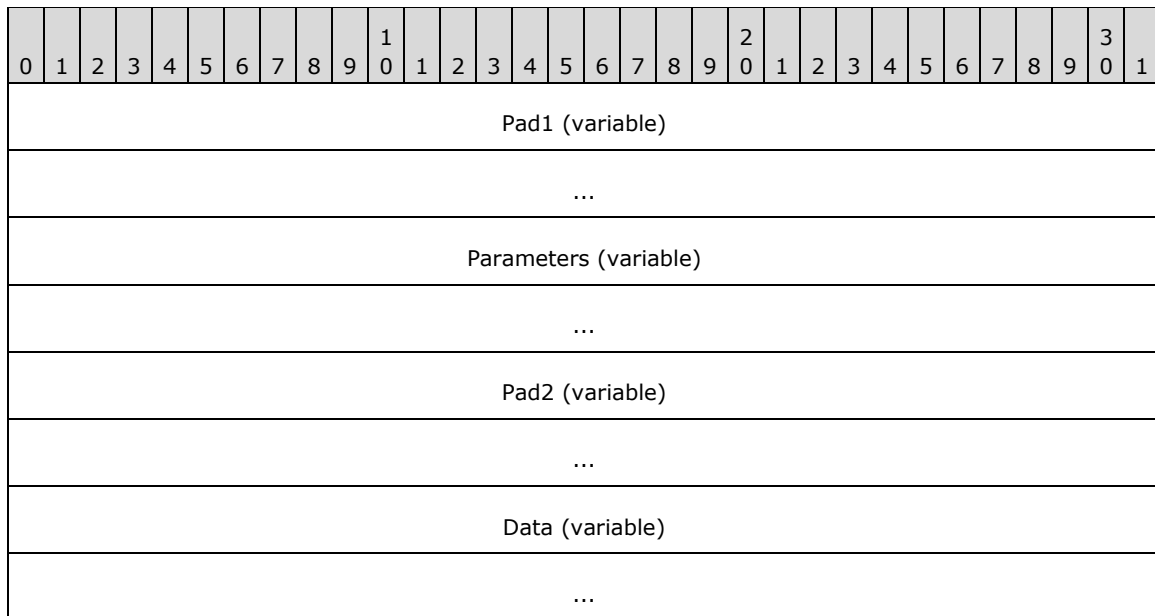 1 2 3
0 1 2 3 4 5 6 7 8 9 0 1 2 3 4 5 6 7 8 9 0 1 2 3 4 5 6 7 8 9 0 1
Pad1 (variable)
...
Parameters (variable)
...
Pad2 (variable)
...
Data (variable)
...